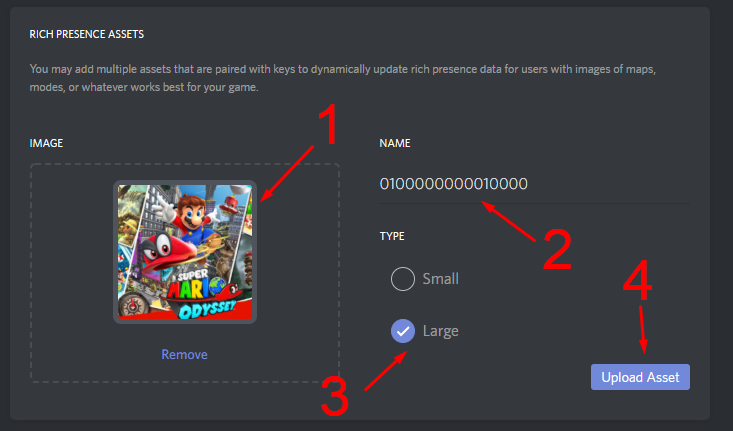 RICH PRESENCE ASSETS
You may add multiple assets that are paired with keys to dynamically update rich presence data for users with images of maps,
modes, or whatever works best for your game.
IMAGE
1
SUPER
MARIO
ODYSSEY
Remove
NAME
0100000000010000
2
TYPE
Small
Large
3
4
Upload Asset